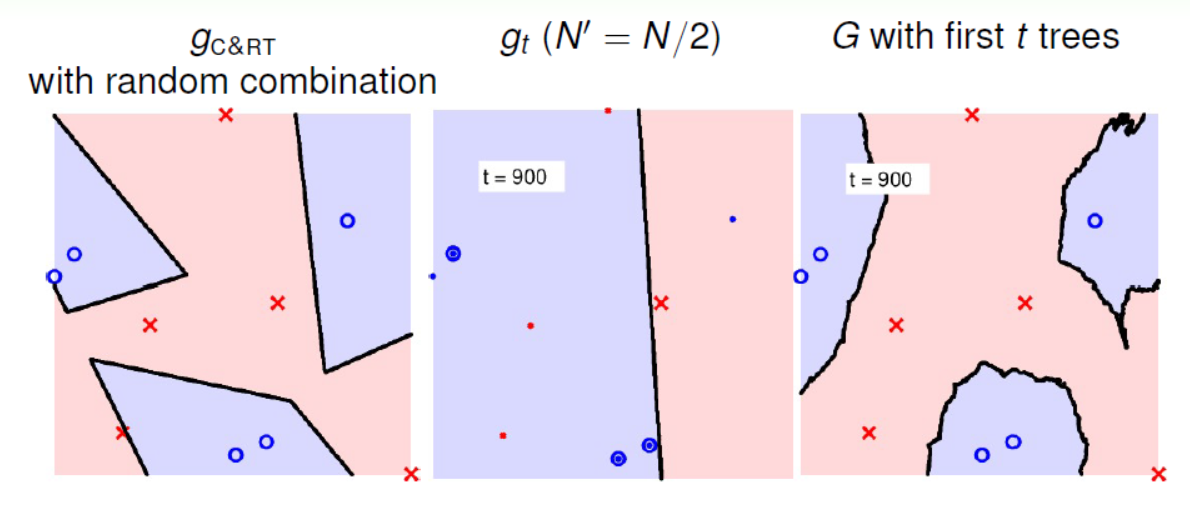 g_C&RT
with random combination
g_t (N′ = N/2)
G with first t trees
t = 900
t = 900